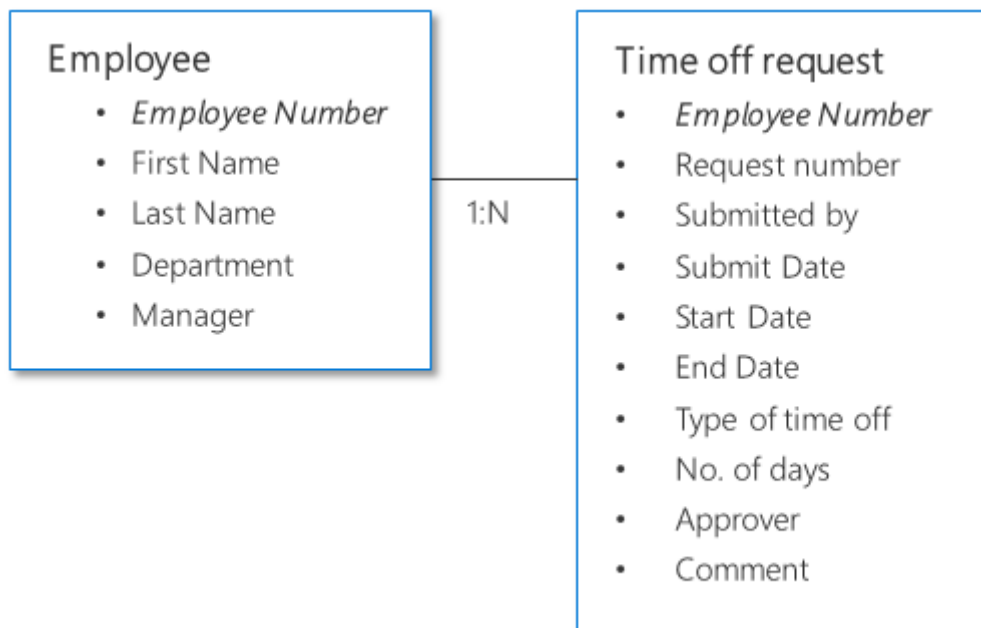 Employee
• Employee Number
• First Name
• Last Name
• Department
• Manager
1:N
Time off request
• Employee Number
• Request number
• Submitted by
• Submit Date
• Start Date
• End Date
• Type of time off
• No. of days
• Approver
• Comment